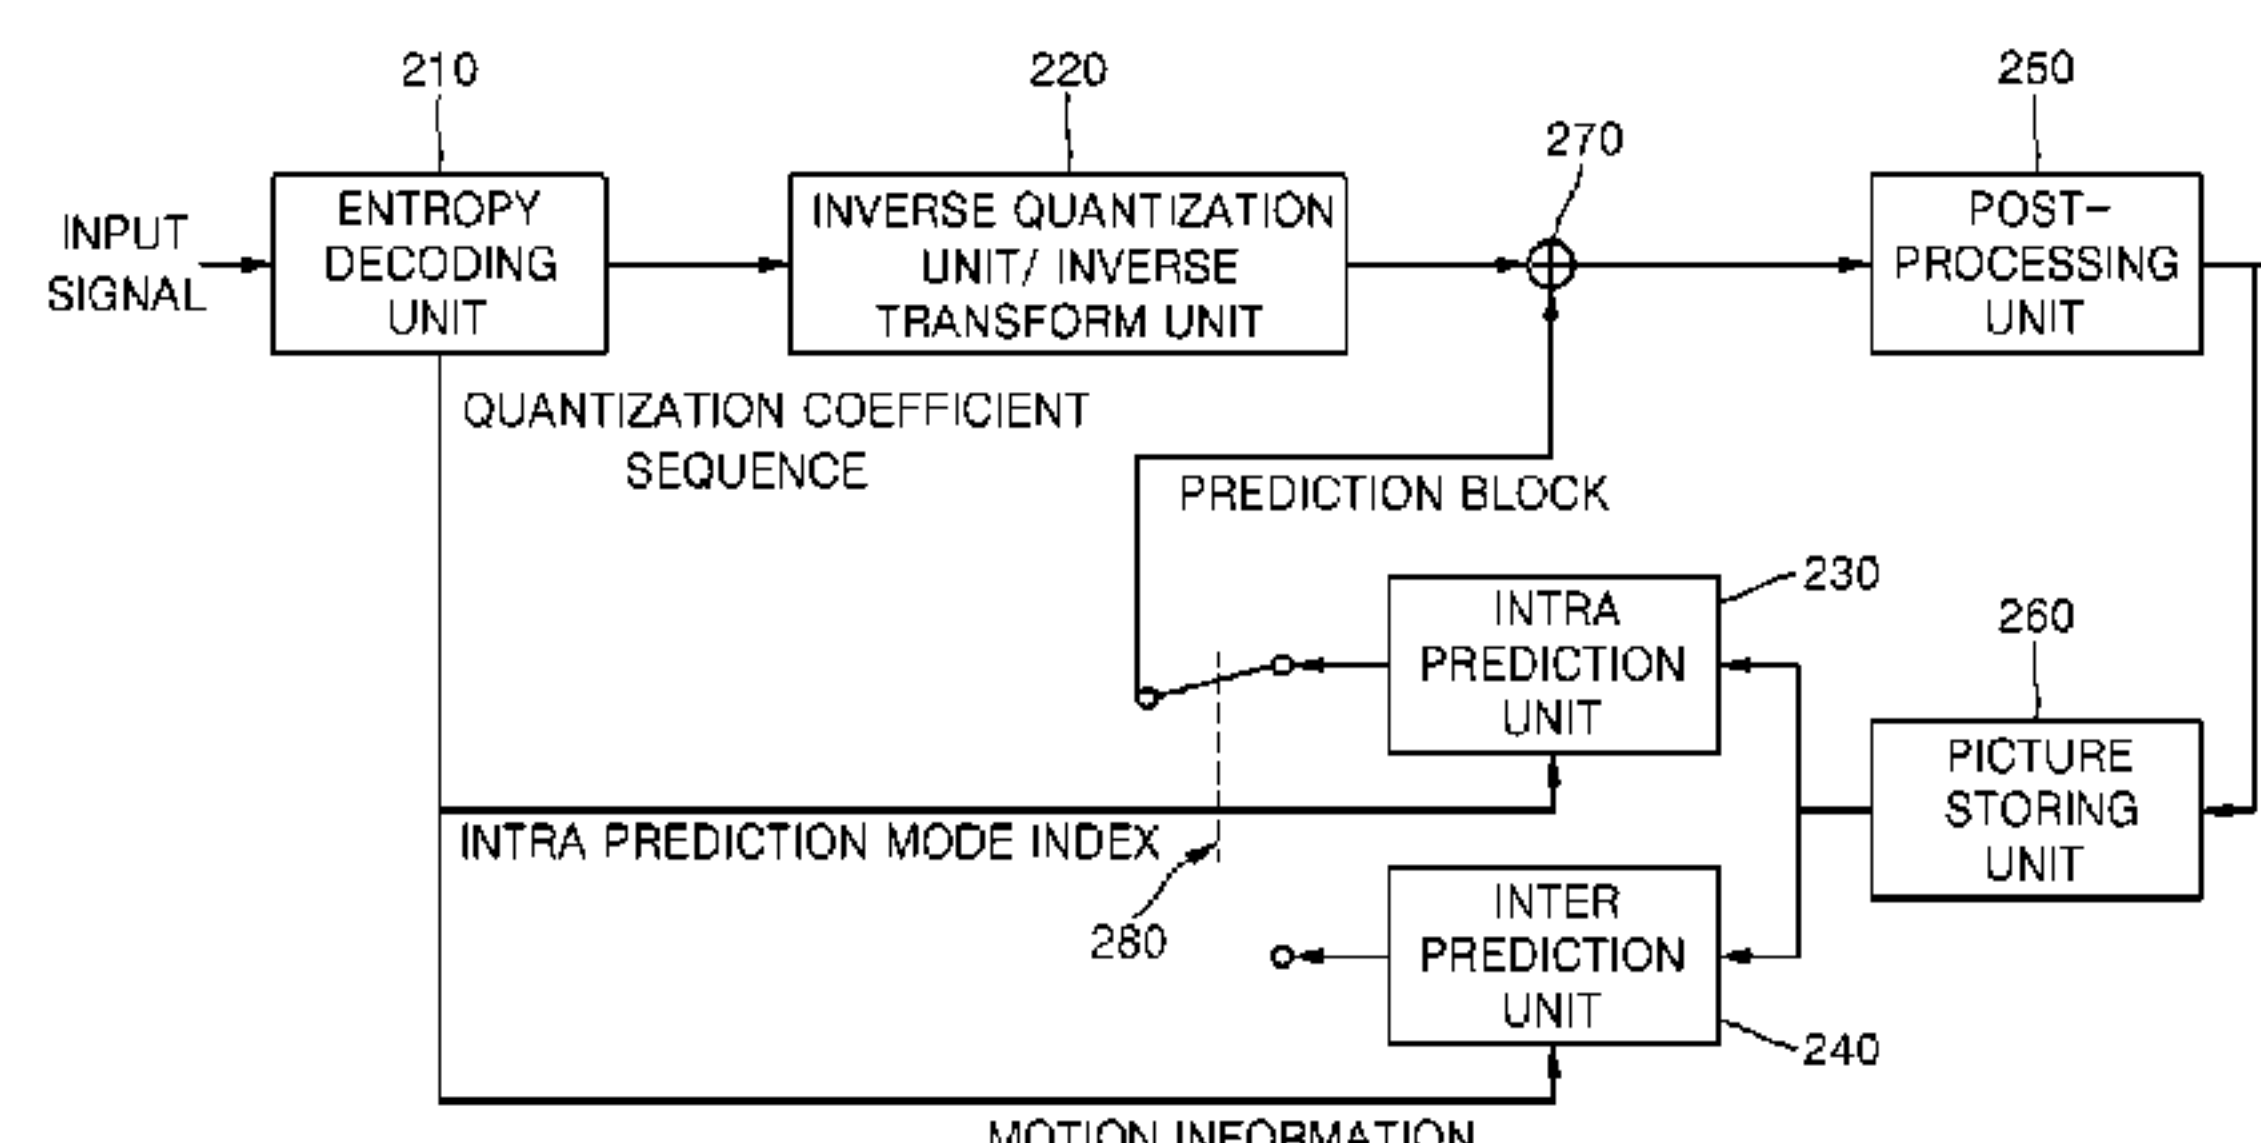 210
220
250
270
INPUT
SIGNAL
ENTROPY
DECODING
UNIT
INVERSE QUANTIZATION
UNIT/ INVERSE
TRANSFORM UNIT
POST-
PROCESSING
UNIT
QUANTIZATION COEFFICIENT
SEQUENCE
PREDICTION BLOCK
230
INTRA
PREDICTION
UNIT
260
PICTURE
STORING
UNIT
INTRA PREDICTION MODE INDEX
280
INTER
PREDICTION
UNIT
240
MOTION INFORMATION